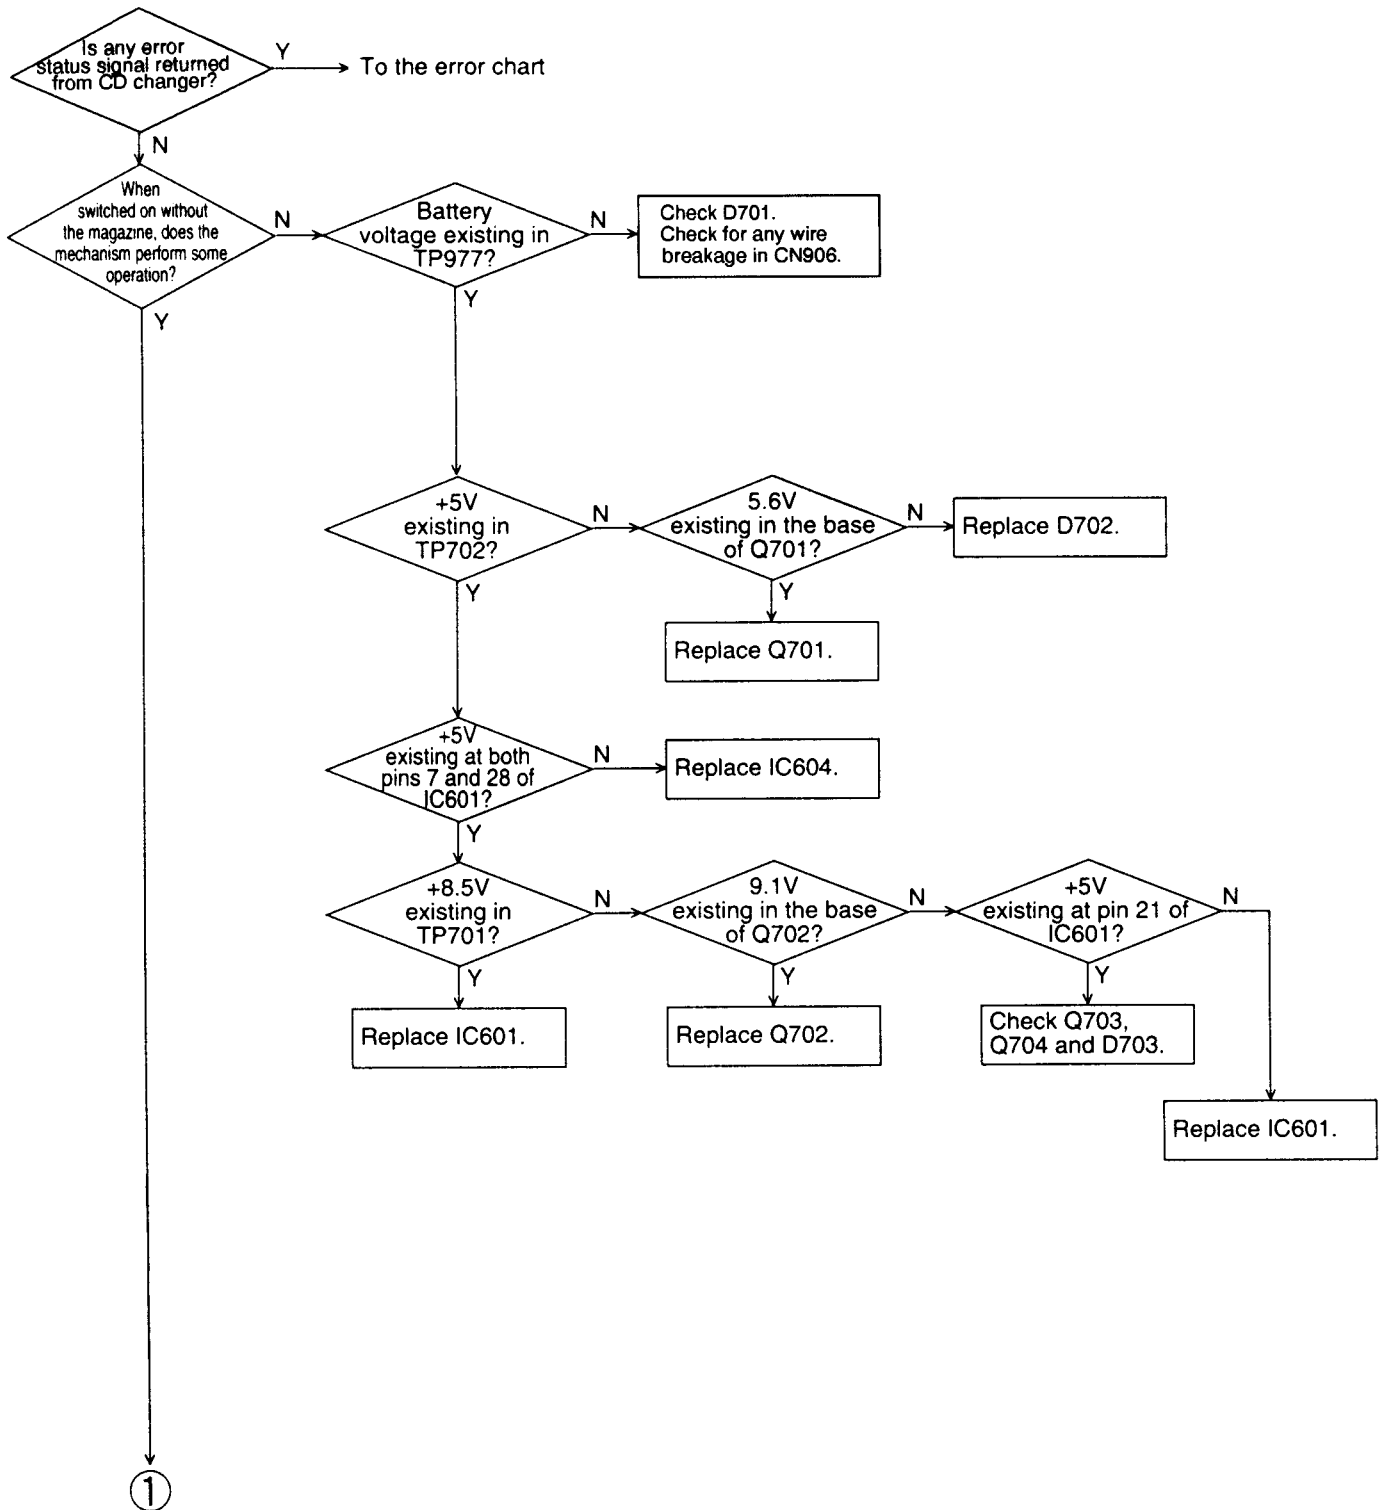 Is any error
status signal returned
from CD changer?
Y
To the error chart
N
When
switched on without
the magazine, does the
mechanism perform some
operation?
N
Y
Battery
voltage existing in
TP977?
N
Y
Check D701.
Check for any wire
breakage in CN906.
+5V
existing in
TP702?
N
Y
5.6V
existing in the base
of Q701?
N
Y
Replace D702.
Replace Q701.
+5V
existing at both
pins 7 and 28 of
IC601?
N
Y
Replace IC604.
+8.5V
existing in
TP701?
N
Y
9.1V
existing in the base
of Q702?
N
Y
+5V
existing at pin 21 of
IC601?
N
Y
Replace IC601.
Replace Q702.
Check Q703,
Q704 and D703.
Replace IC601.
1